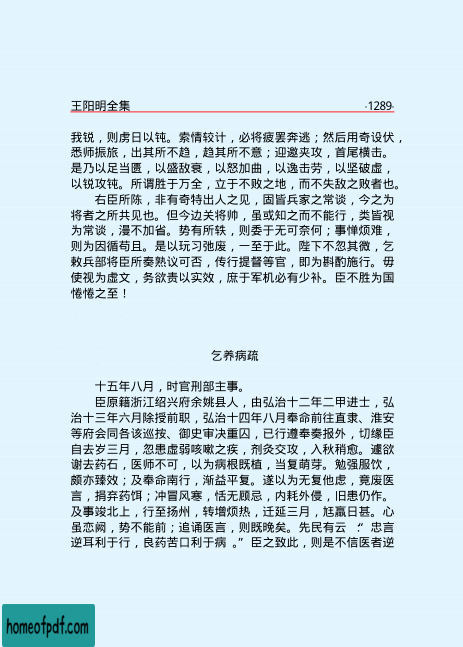 王阳明全集 ·1289·
我锐，则虏日以钝。索情较计，必将疲罢奔逃；然后用奇设伏，
悉师振旅，出其所不趋，趋其所不意；迎邀夹攻，首尾横击。
是乃以足当匮，以盛敌衰，以怒加曲，以逸击劳，以坚破虚，
以锐攻钝。所谓胜于万全，立于不败之地，而不失敌之败者也。
右臣所陈，非有奇特出人之见，固皆兵家之常谈，今之为
将者之所共见也。但今边关将帅，虽或知之而不能行，类皆视
为常谈，漫不加省。势有所轶，则委于无可奈何；事惮烦难，
则为因循苟且。是以玩习弛废，一至于此。陛下不忽其微，乞
敕兵部将臣所奏熟议可否，传行提督等官，即为斟酌施行。毋
使视为虚文，务欲责以实效，庶于军机必有少补。臣不胜为国
惓惓之至！
乞养病疏
十五年八月，时官刑部主事。
臣原籍浙江绍兴府余姚县人，由弘治十二年二甲进士，弘
治十三年六月除授前职，弘治十四年八月奉命前往直隶、淮安
等府会同各该巡按、御史审决重囚，已行遵奉奏报外，切缘臣
自去岁三月，忽患虚弱咳嗽之疾，剂灸交攻，入秋稍愈。遽欲
谢去药石，医师不可，以为病根既植，当复萌芽。勉强服饮，
颇亦臻效；及奉命南行，渐益平复。遂以为无复他虑，竟废医
言，捐弃药饵；冲冒风寒，恬无顾忌，内耗外侵，旧患仍作。
及事竣北上，行至扬州，转增烦热，迁延三月，尪羸日甚。心
虽恋阙，势不能前；追诵医言，则既晚矣。先民有云：“忠言
逆耳利于行，良药苦口利于病。”臣之致此，则是不信医者逆
homeofpdf.com